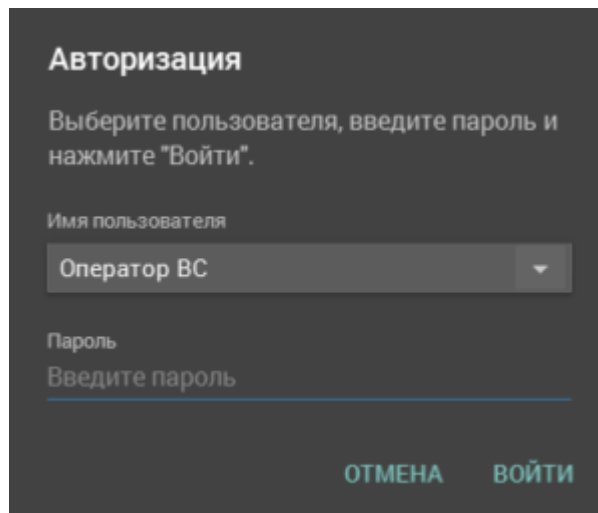 Авторизация
Выберите пользователя, введите пароль и
нажмите "Войти".
Имя пользователя
Оператор ВС
Пароль
Введите пароль
ОТМЕНА ВОЙТИ